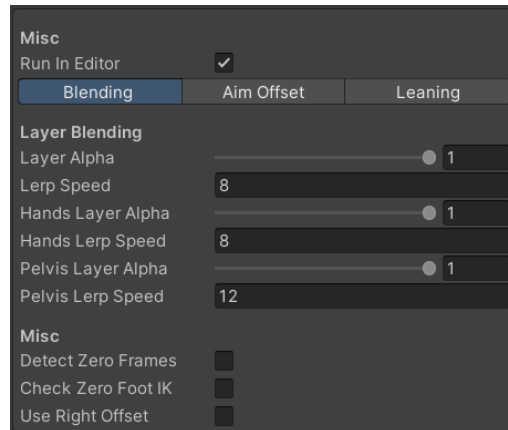 Misc
Run In Editor
Blending Aim Offset Leaning
Layer Blending
Layer Alpha 1
Lerp Speed 8
Hands Layer Alpha 1
Hands Lerp Speed 8
Pelvis Layer Alpha 1
Pelvis Lerp Speed 12
Misc
Detect Zero Frames
Check Zero Foot IK
Use Right Offset